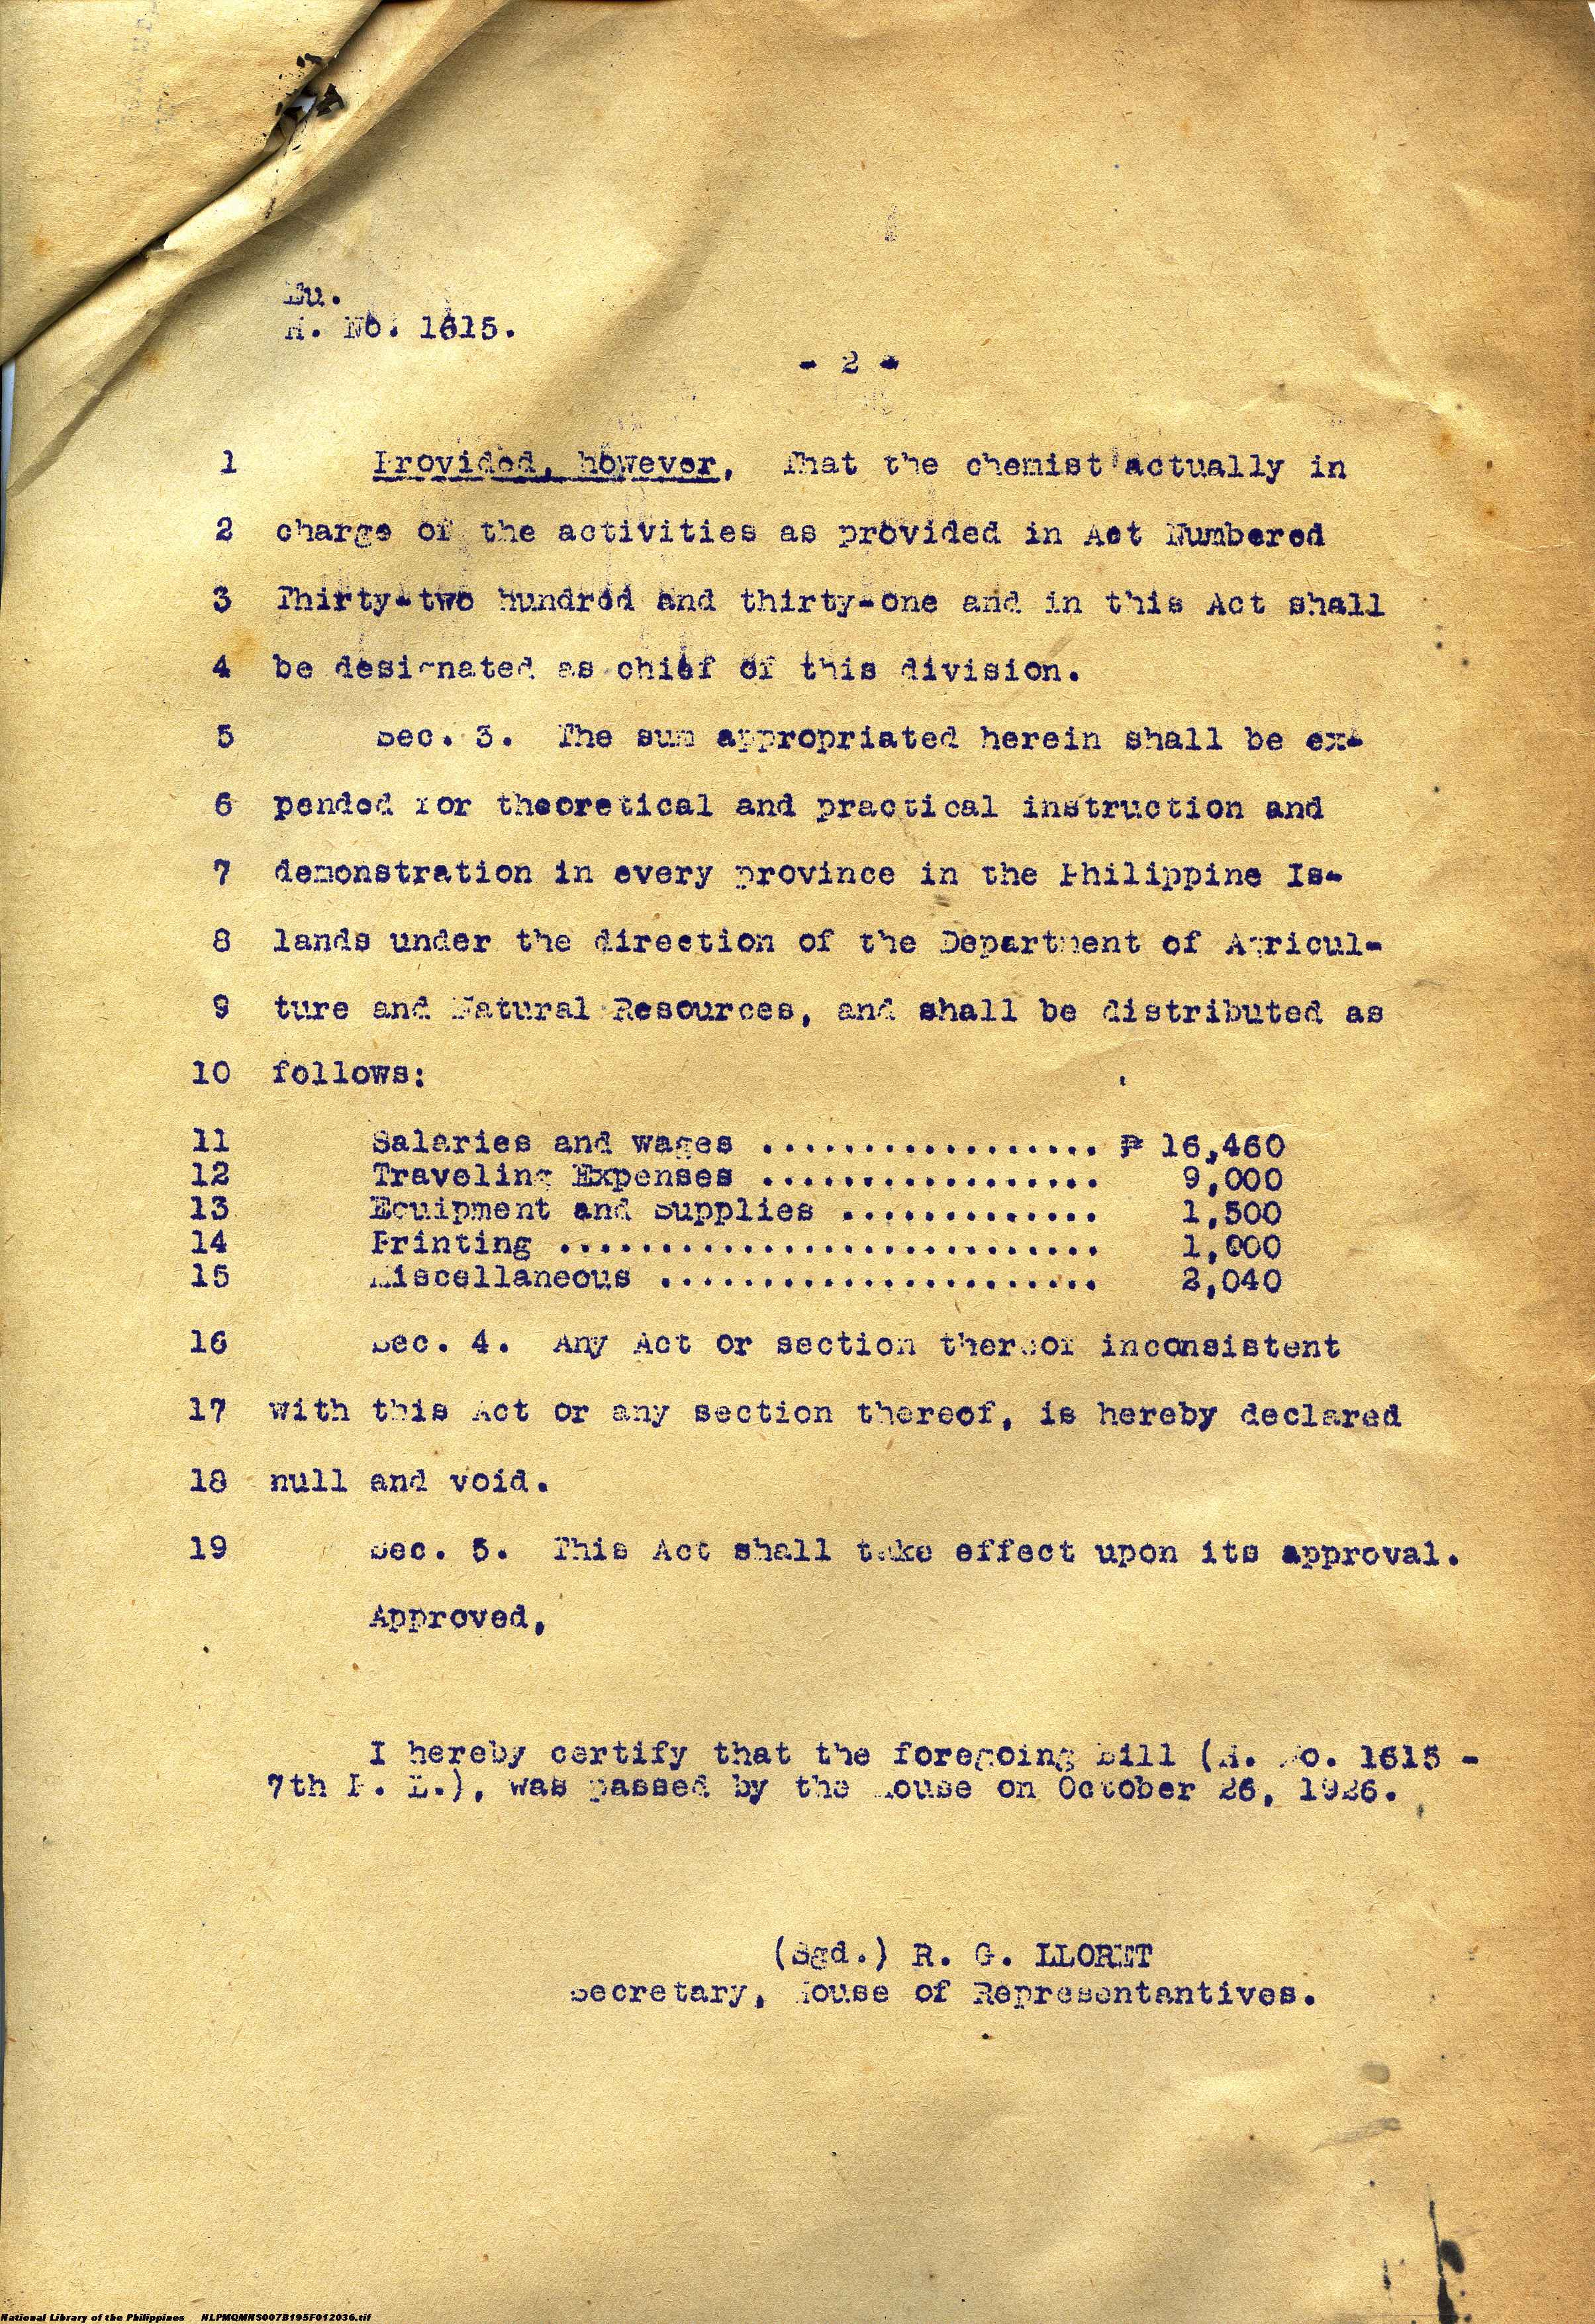 Eu.
H. No. 1615.
- 2 -
1 Provided, however, That the chemist actually in
2 charge of the activities as provided in Act Numbered
3 Thirty-two hundred and thirty-one and in this Act shall
4 be designated as chief of this division.
5 Sec. 3. The sum appropriated herein shall be ex-
6 pended for theoretical and practical instruction and
7 demonstration in every province in the Philippine Is-
8 lands under the direction of the Department of Agricul-
9 ture and Natural Resources, and shall be distributed as
10 follows:
11 Salaries and wages ................. ₱ 16,460
12 Traveling Expenses ................. 9,000
13 Equipment and Supplies ............. 1,500
14 Printing ........................... 1,000
15 Miscellaneous ...................... 2,040
16 Sec. 4. Any Act or section thereof inconsistent
17 with this Act or any section thereof, is hereby declared
18 null and void.
19 Sec. 5. This Act shall take effect upon its approval.
Approved,
I hereby certify that the foregoing Bill (H. No. 1615 -
7th P. L.), was passed by the House on October 26, 1926.
(Sgd.) R. G. LLORET
Secretary, House of Representantives.
National Library of the Philippines NLPMQMNS007B195F012036.tif